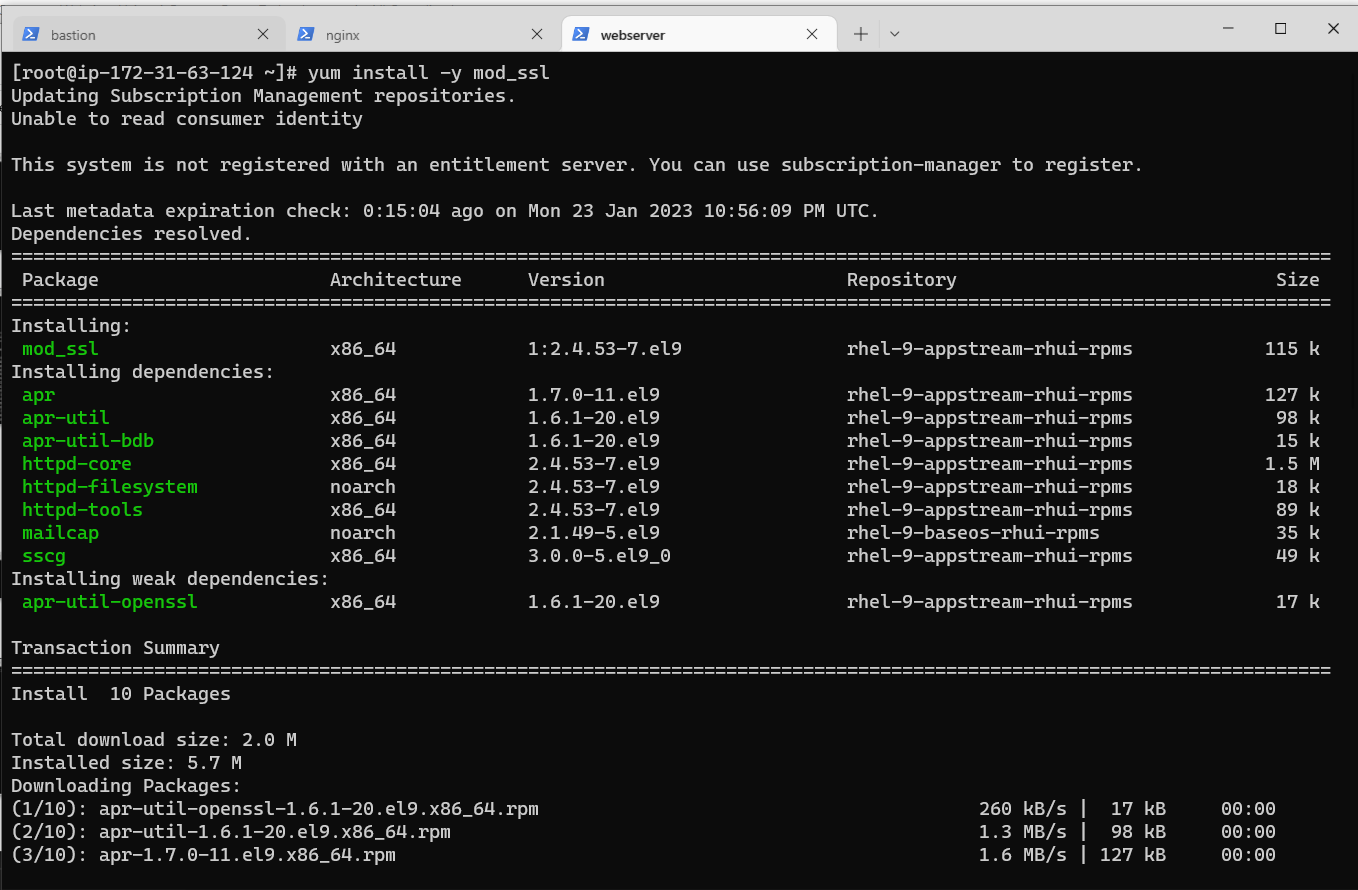 bastion
nginx
webserver
[root@ip-172-31-63-124 ~]# yum install -y mod_ssl
Updating Subscription Management repositories.
Unable to read consumer identity
This system is not registered with an entitlement server. You can use subscription-manager to register.
Last metadata expiration check: 0:15:04 ago on Mon 23 Jan 2023 10:56:09 PM UTC.
Dependencies resolved.
========================================================================================================================
Package Architecture Version Repository Size
========================================================================================================================
Installing:
mod_ssl x86_64 1:2.4.53-7.el9 rhel-9-appstream-rhui-rpms 115 k
Installing dependencies:
apr x86_64 1.7.0-11.el9 rhel-9-appstream-rhui-rpms 127 k
apr-util x86_64 1.6.1-20.el9 rhel-9-appstream-rhui-rpms 98 k
apr-util-bdb x86_64 1.6.1-20.el9 rhel-9-appstream-rhui-rpms 15 k
httpd-core x86_64 2.4.53-7.el9 rhel-9-appstream-rhui-rpms 1.5 M
httpd-filesystem noarch 2.4.53-7.el9 rhel-9-appstream-rhui-rpms 18 k
httpd-tools x86_64 2.4.53-7.el9 rhel-9-appstream-rhui-rpms 89 k
mailcap noarch 2.1.49-5.el9 rhel-9-baseos-rhui-rpms 35 k
sscg x86_64 3.0.0-5.el9_0 rhel-9-appstream-rhui-rpms 49 k
Installing weak dependencies:
apr-util-openssl x86_64 1.6.1-20.el9 rhel-9-appstream-rhui-rpms 17 k
Transaction Summary
========================================================================================================================
Install 10 Packages
Total download size: 2.0 M
Installed size: 5.7 M
Downloading Packages:
(1/10): apr-util-openssl-1.6.1-20.el9.x86_64.rpm 260 kB/s | 17 kB 00:00
(2/10): apr-util-1.6.1-20.el9.x86_64.rpm 1.3 MB/s | 98 kB 00:00
(3/10): apr-1.7.0-11.el9.x86_64.rpm 1.6 MB/s | 127 kB 00:00